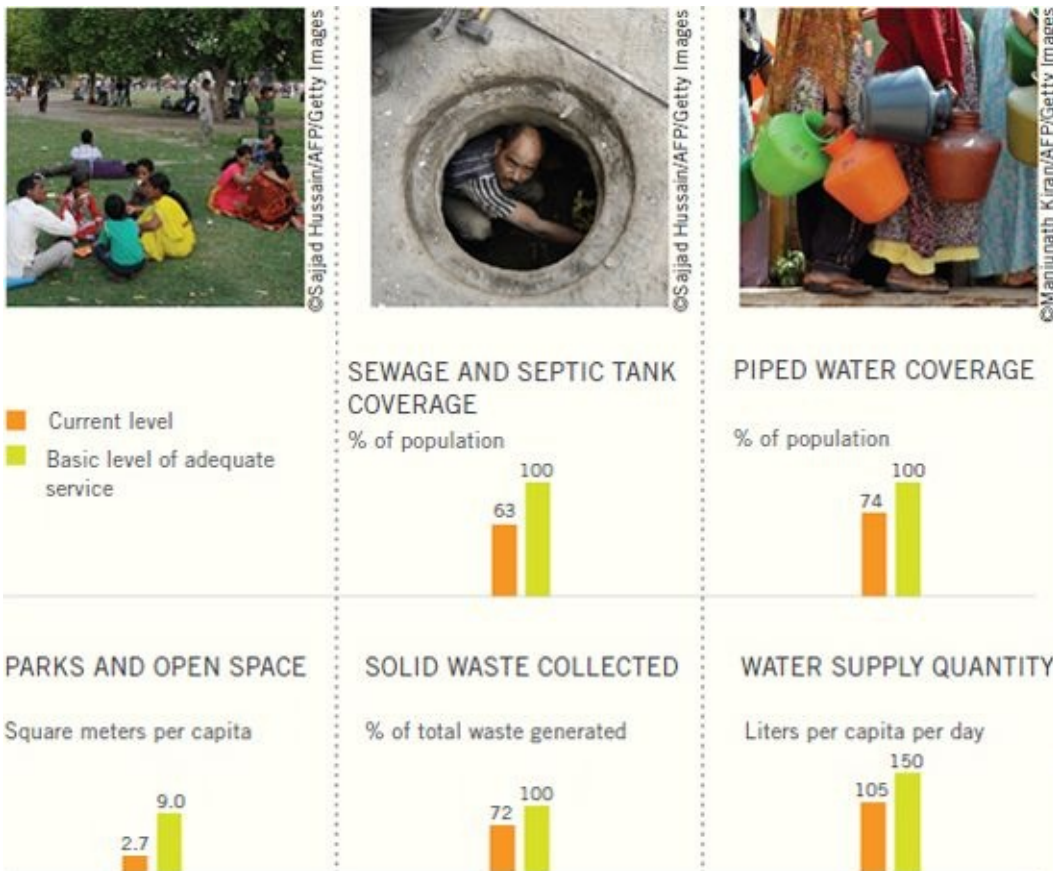 ©Sajjad Hussain/AFP/Getty Images
©Sajjad Hussain/AFP/Getty Images
©Manjunath Kiran/AFP/Getty Images
Current level
Basic level of adequate
service
SEWAGE AND SEPTIC TANK
COVERAGE
% of population
63
100
PIPED WATER COVERAGE
% of population
74
100
PARKS AND OPEN SPACE
Square meters per capita
2.7
9.0
SOLID WASTE COLLECTED
% of total waste generated
72
100
WATER SUPPLY QUANTITY
Liters per capita per day
105
150